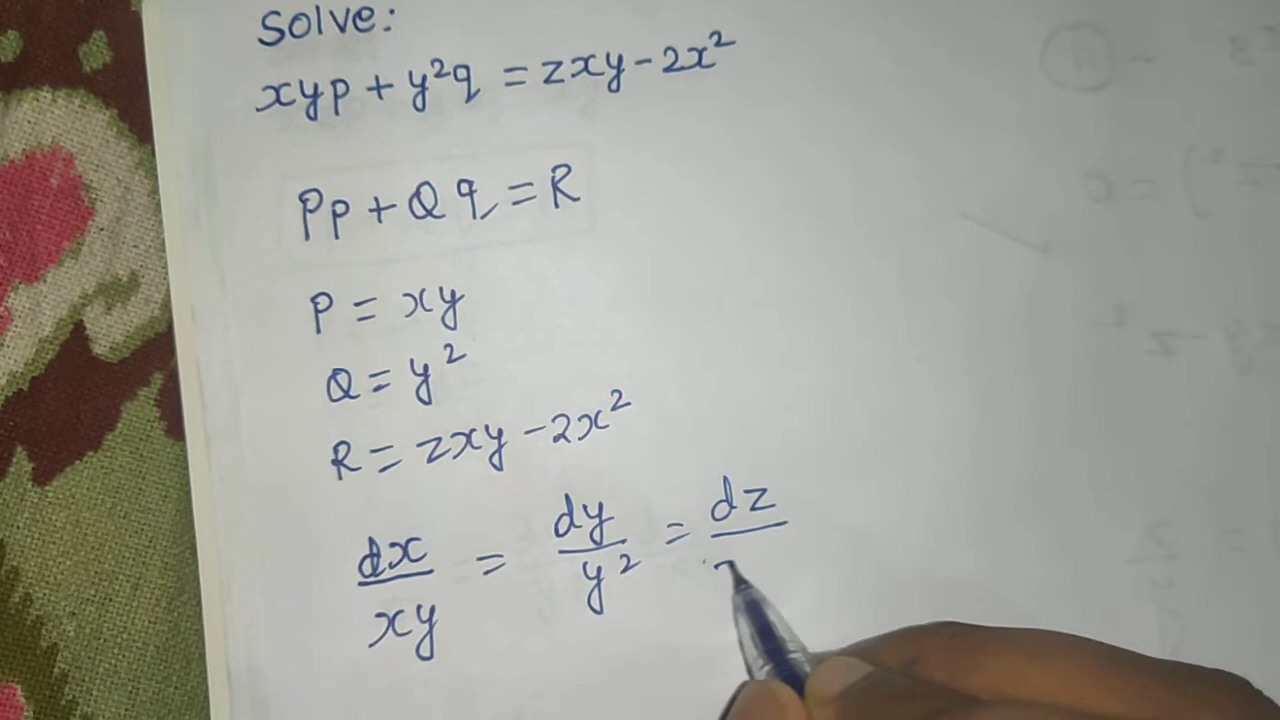 Solve:
xyp + y²q = zxy - 2x²
Pp + Qq = R
P = xy
Q = y²
R = zxy - 2x²
dx/xy = dy/y² = dz/